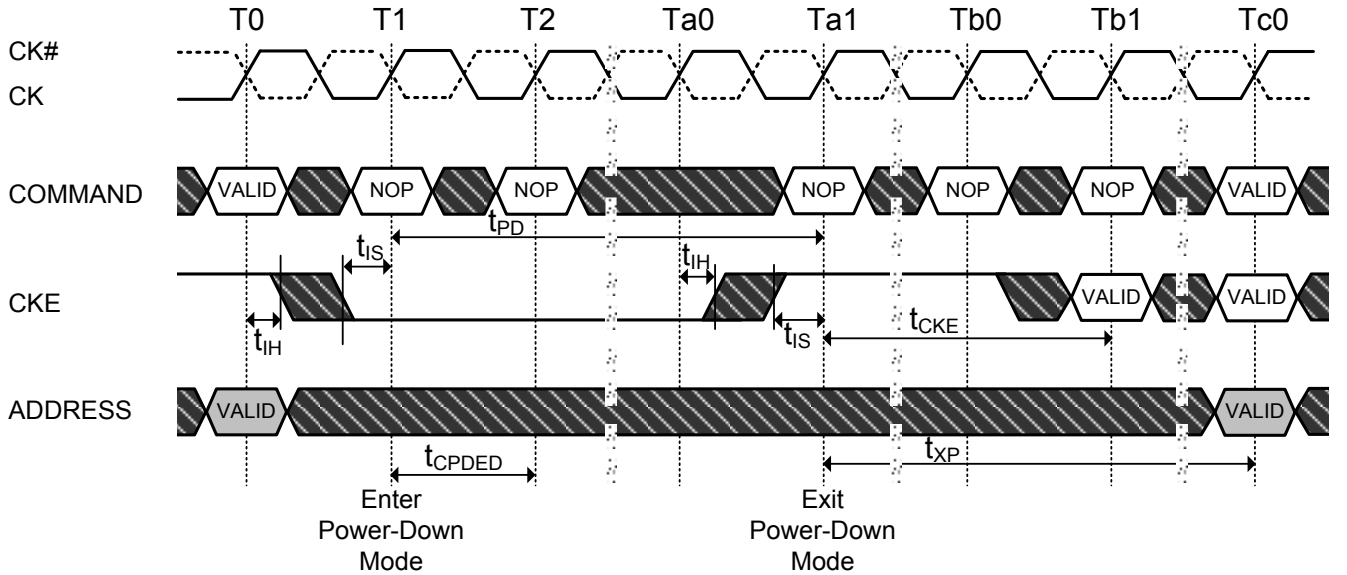 T0 T1 T2 Ta0 Ta1 Tb0 Tb1 Tc0
CK#
CK
COMMAND VALID NOP NOP NOP NOP NOP VALID
tPD
tIS tIH
CKE VALID VALID
tIH tIS tCKE
ADDRESS VALID VALID
tCPDED tXP
Enter
Power-Down
Mode
Exit
Power-Down
Mode